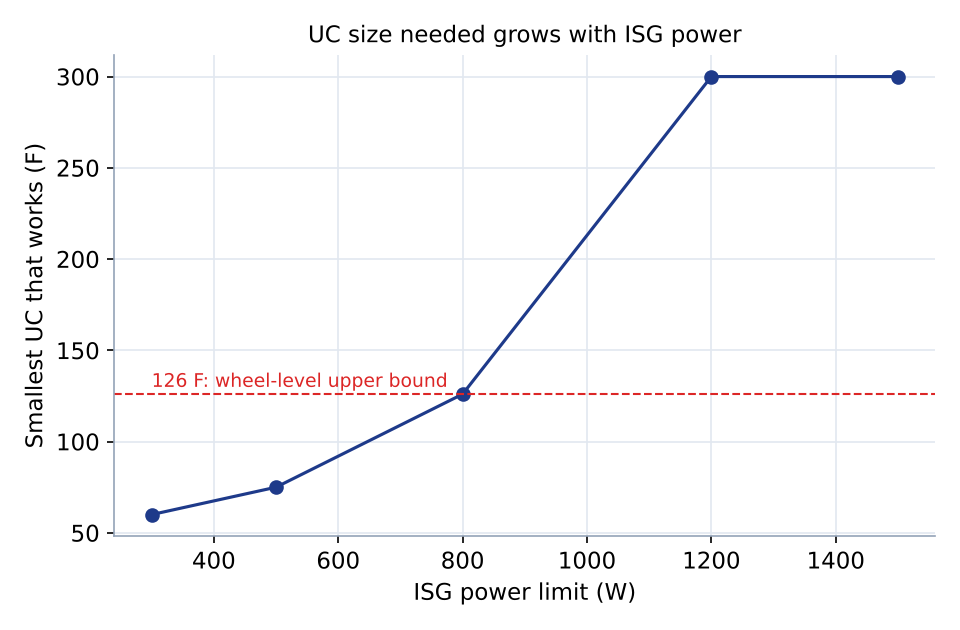 UC size needed grows with ISG power
Smallest UC that works (F)
300
250
200
150
100
50
126 F: wheel-level upper bound
400 600 800 1000 1200 1400
ISG power limit (W)